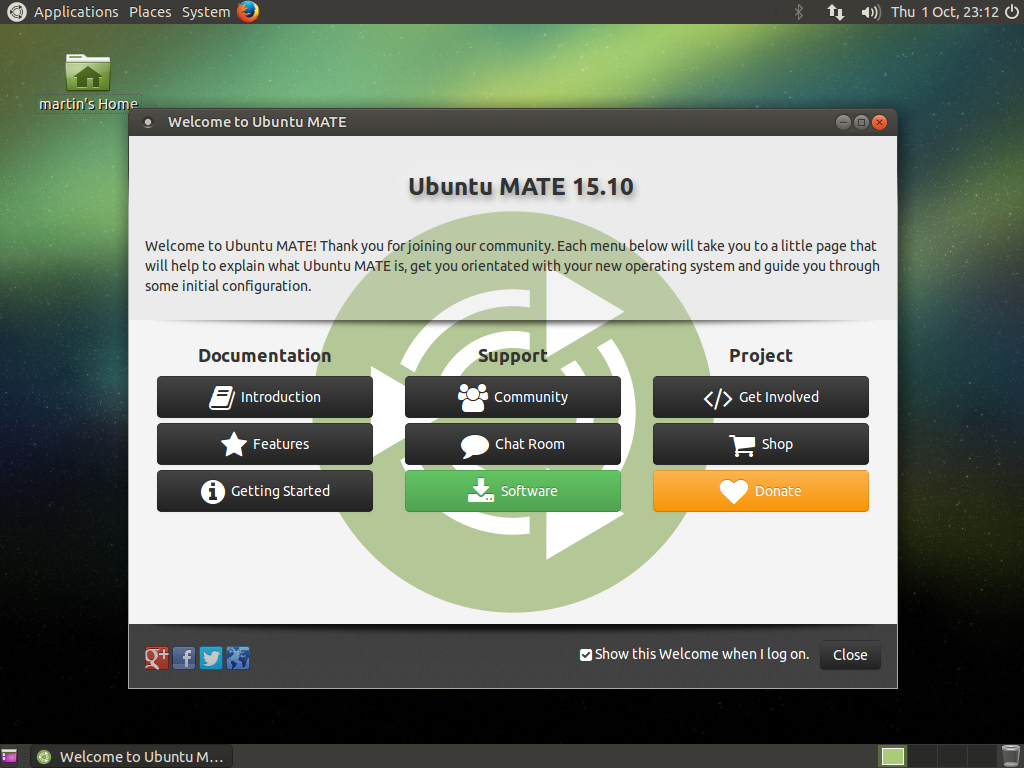 Applications Places System Thu 1 Oct, 23:12
martin's Home
Welcome to Ubuntu MATE
Ubuntu MATE 15.10
Welcome to Ubuntu MATE! Thank you for joining our community. Each menu below will take you to a little page that
will help to explain what Ubuntu MATE is, get you orientated with your new operating system and guide you through
some initial configuration.
Documentation Support Project
Introduction Community Get Involved
Features Chat Room Shop
Getting Started Software Donate
Show this Welcome when I log on. Close
Welcome to Ubuntu M...